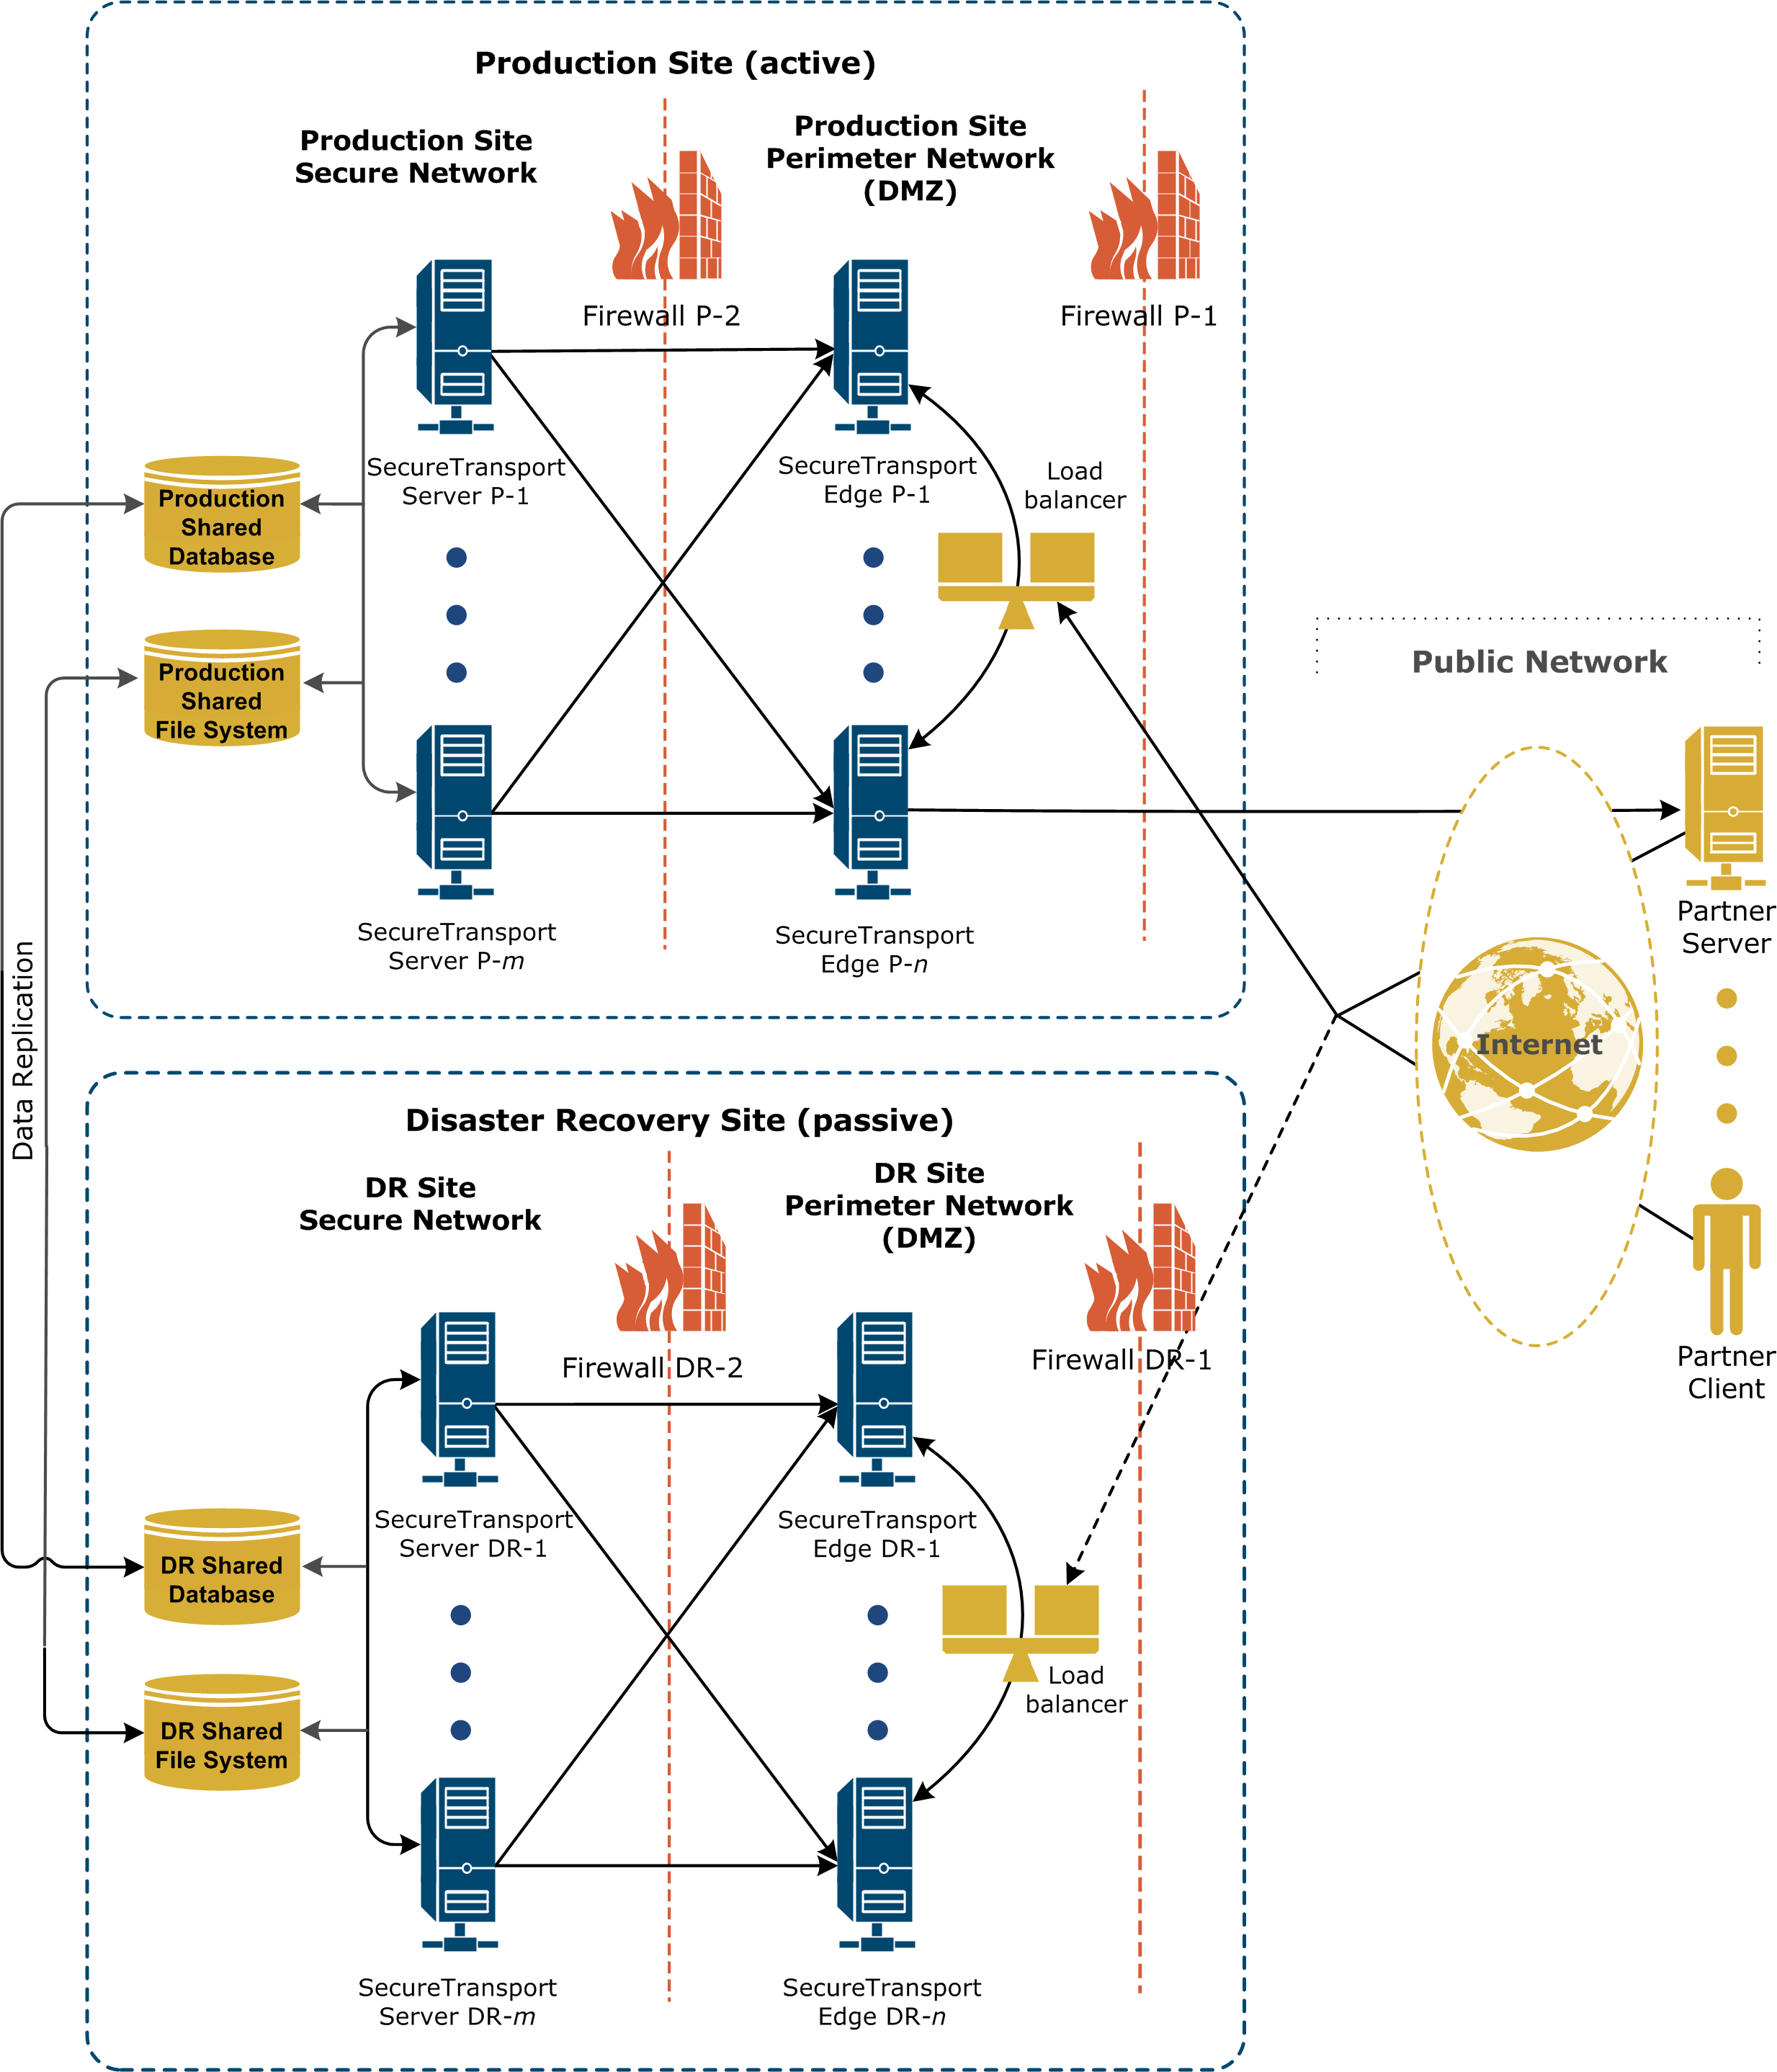 Production Site (active)
Production Site
Secure Network
Production Site
Perimeter Network
(DMZ)
Firewall P-2
Firewall P-1
SecureTransport
Server P-1
SecureTransport
Edge P-1
Load
balancer
Production
Shared
Database
Production
Shared
File System
Public Network
SecureTransport
Server P-m
SecureTransport
Edge P-n
Partner
Server
Internet
Data Replication
Disaster Recovery Site (passive)
DR Site
Secure Network
DR Site
Perimeter Network
(DMZ)
Firewall DR-2
Firewall DR-1
Partner
Client
SecureTransport
Server DR-1
SecureTransport
Edge DR-1
DR Shared
Database
Load
balancer
DR Shared
File System
SecureTransport
Server DR-m
SecureTransport
Edge DR-n